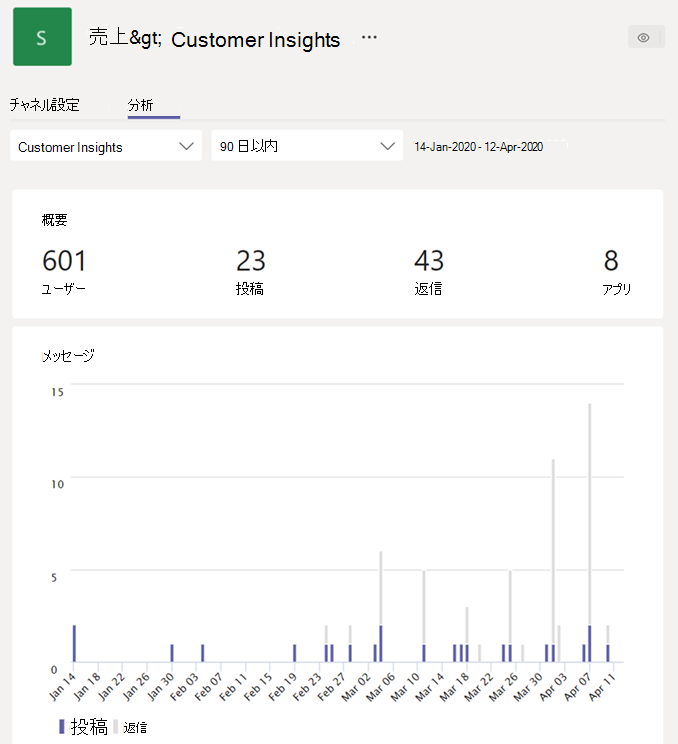 S
売上&gt; Customer Insights ...
チャネル設定 分析
Customer Insights 90 日以内 14-Jan-2020 - 12-Apr-2020
概要
601 23 43 8
ユーザー 投稿 返信 アプリ
メッセージ
15
10
5
0
Jan 14 Jan 18 Jan 22 Jan 26 Jan 30 Feb 03 Feb 07 Feb 11 Feb 15 Feb 19 Feb 23 Feb 27 Mar 02 Mar 06 Mar 10 Mar 14 Mar 18 Mar 22 Mar 26 Mar 30 Apr 03 Apr 07 Apr 11
投稿 返信